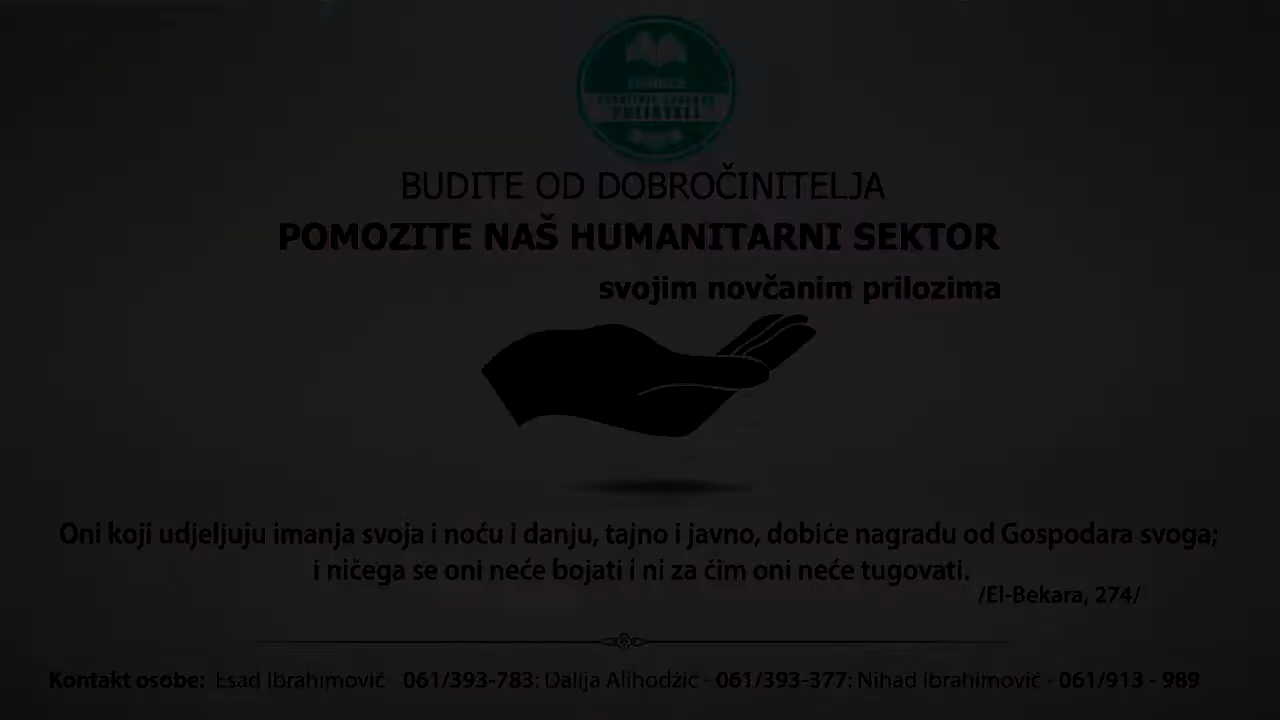 BUDITE OD DOBROČINITELJA
POMOZITE NAŠ HUMANITARNI SEKTOR
svojim novčanim prilozima
Oni koji udjeljuju imanja svoja i noću i danju, tajno i javno, dobiće nagradu od Gospodara svoga;
i ničega se oni neće bojati i ni za ćim oni neće tugovati.
/El-Bekara, 274/
Kontakt osobe: Esad Ibrahimović 061/393-783: Dalija Alihodžic - 061/393-377: Nihad Ibrahimović - 061/913 - 989